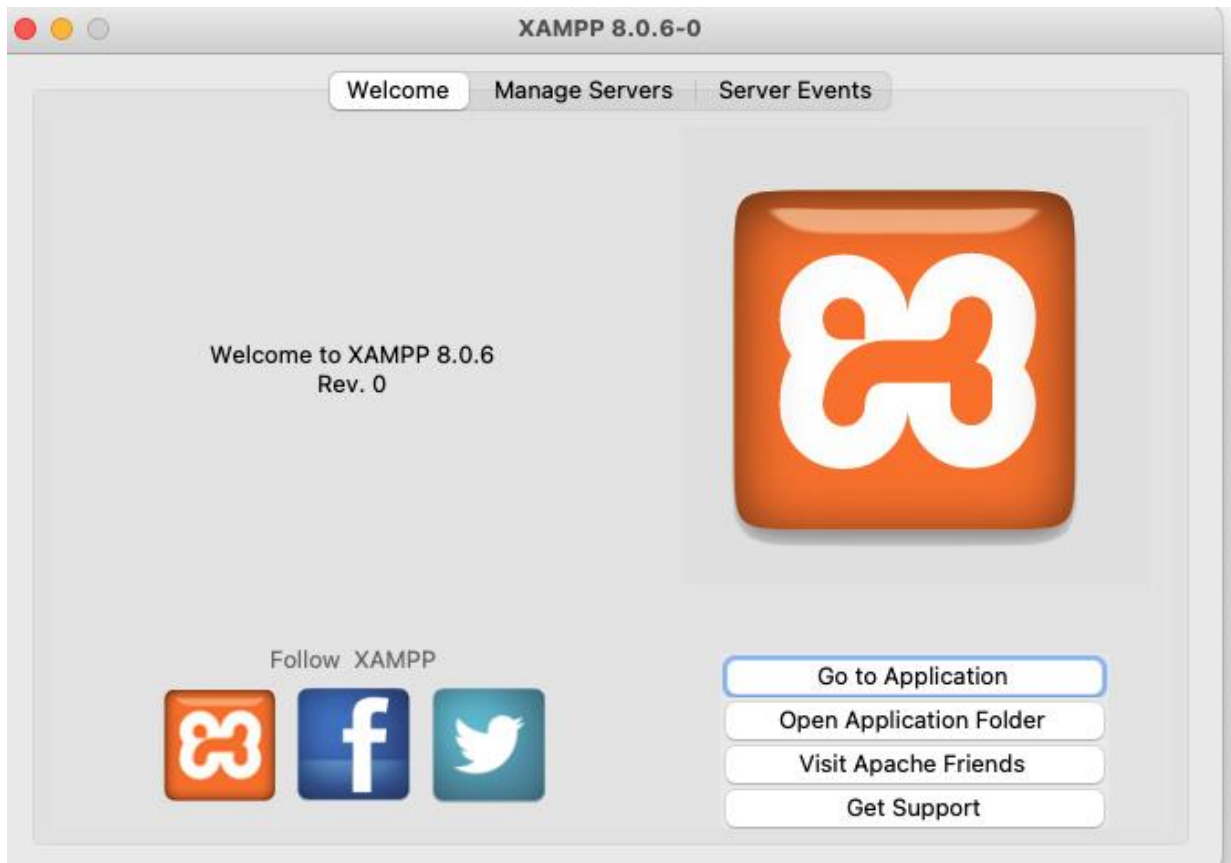 XAMPP 8.0.6-0
Welcome
Manage Servers
Server Events
Welcome to XAMPP 8.0.6
Rev. 0
Follow XAMPP
Go to Application
Open Application Folder
Visit Apache Friends
Get Support